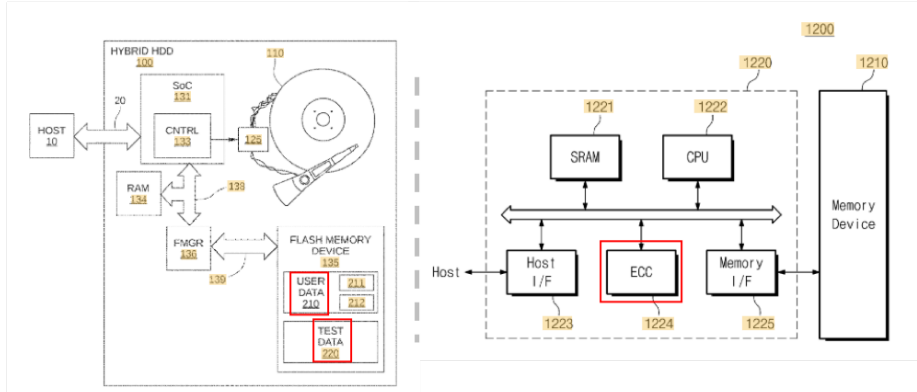 HYBRID HDD
100
110
SoC
131
20
HOST
10
CNTRL
133
125
RAM
134
138
FMGR
136
139
FLASH MEMORY
DEVICE
135
USER
DATA
210
211
212
TEST
DATA
220
1200
1220
1210
1221
1222
SRAM
CPU
Memory
Device
Host
Host
I/F
ECC
Memory
I/F
1223
1224
1225